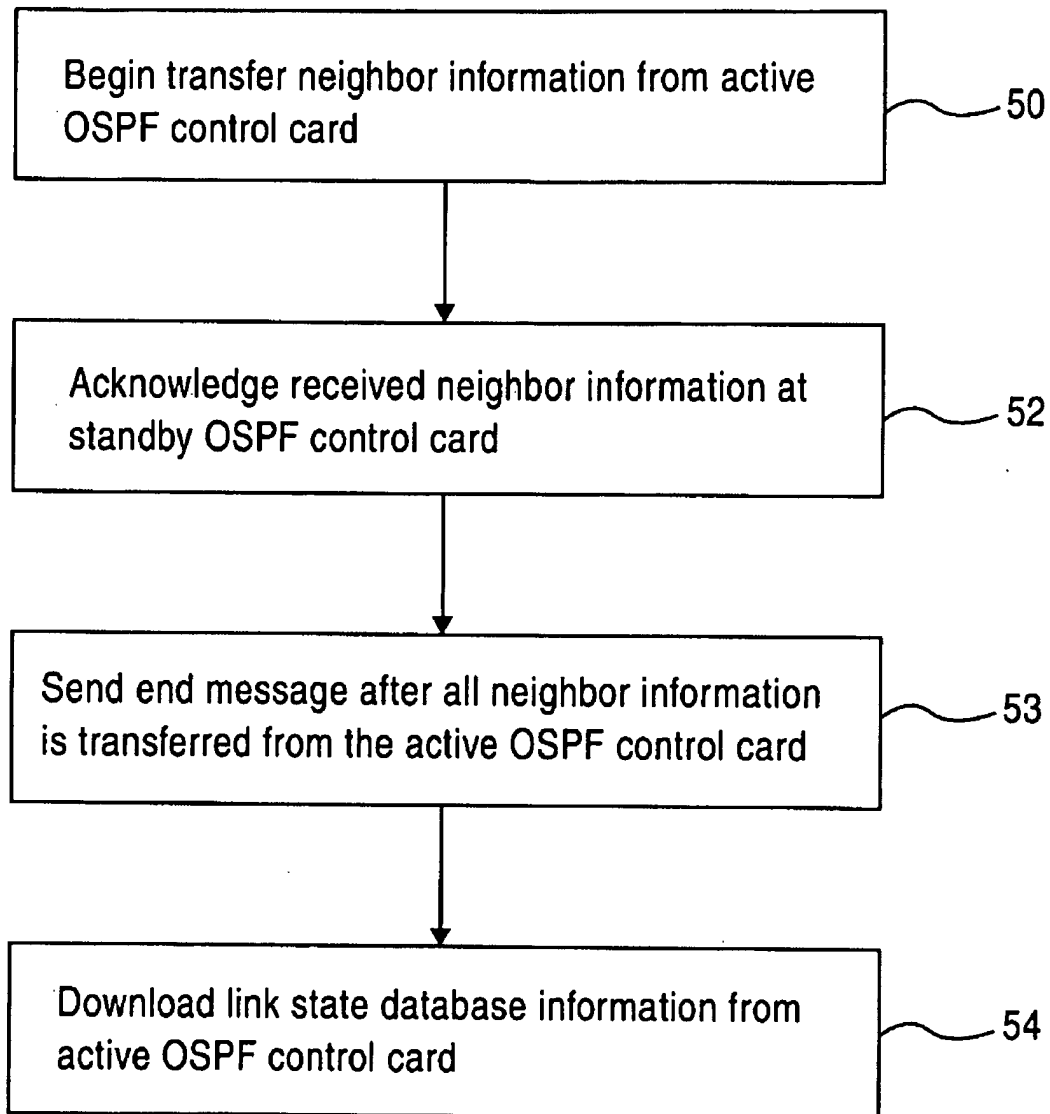 Begin transfer neighbor information from active
OSPF control card
50
Acknowledge received neighbor information at
standby OSPF control card
52
Send end message after all neighbor information
is transferred from the active OSPF control card
53
Download link state database information from
active OSPF control card
54